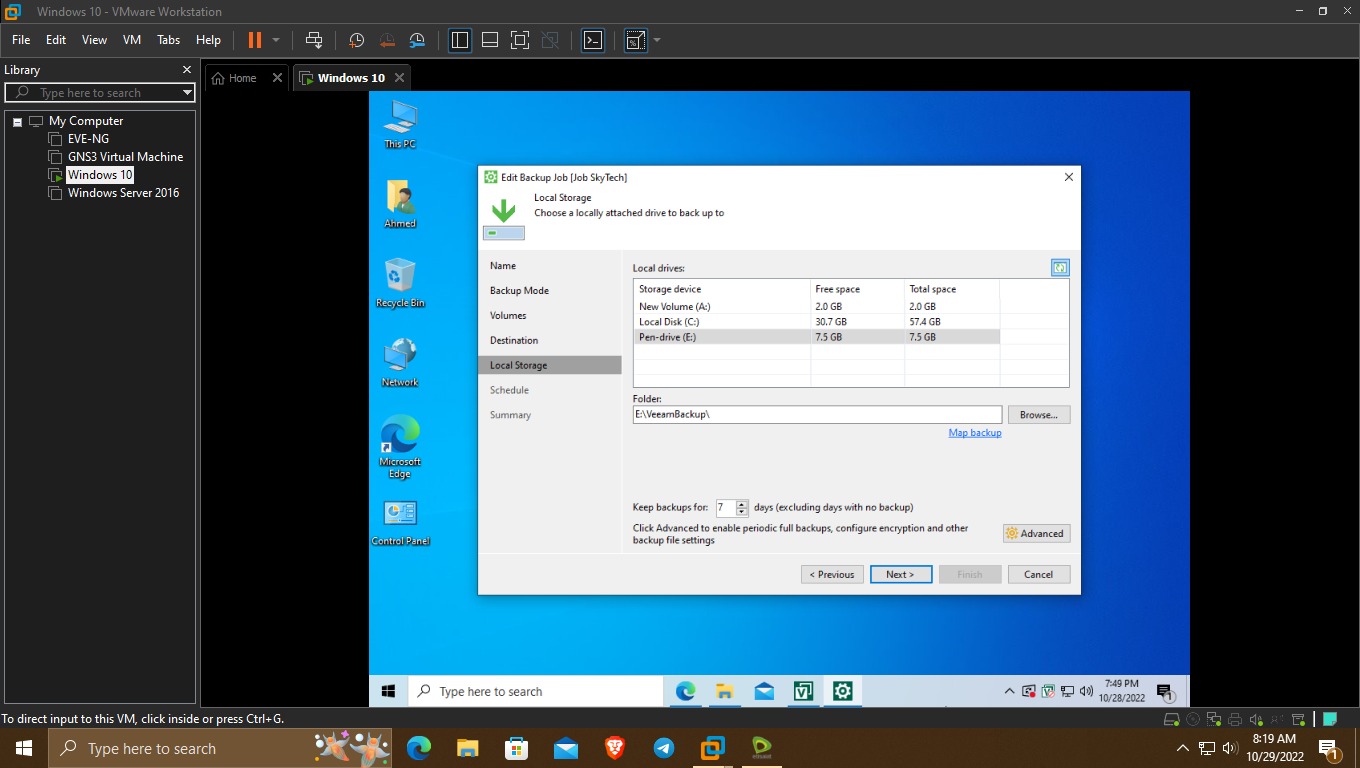 Windows 10 - VMware Workstation
File Edit View VM Tabs Help
Library
Type here to search
My Computer
EVE-NG
GNS3 Virtual Machine
Windows 10
Windows Server 2016
Home
Windows 10
This PC
Ahmed
Recycle Bin
Network
Microsoft
Edge
Control Panel
Edit Backup Job [Job SkyTech]
Local Storage
Choose a locally attached drive to back up to
Name
Backup Mode
Volumes
Destination
Local Storage
Schedule
Summary
Local drives:
Storage device Free space Total space
New Volume (A:) 2.0 GB 2.0 GB
Local Disk (C:) 30.7 GB 57.4 GB
Pen-drive (E:) 7.5 GB 7.5 GB
Folder:
E:\VeeamBackup\ Browse...
Map backup
Keep backups for: 7 days (excluding days with no backup)
Click Advanced to enable periodic full backups, configure encryption and other
backup file settings
Advanced
< Previous Next > Finish Cancel
Type here to search
7:49 PM
10/28/2022
1
To direct input to this VM, click inside or press Ctrl+G.
Type here to search
8:19 AM
10/29/2022
1